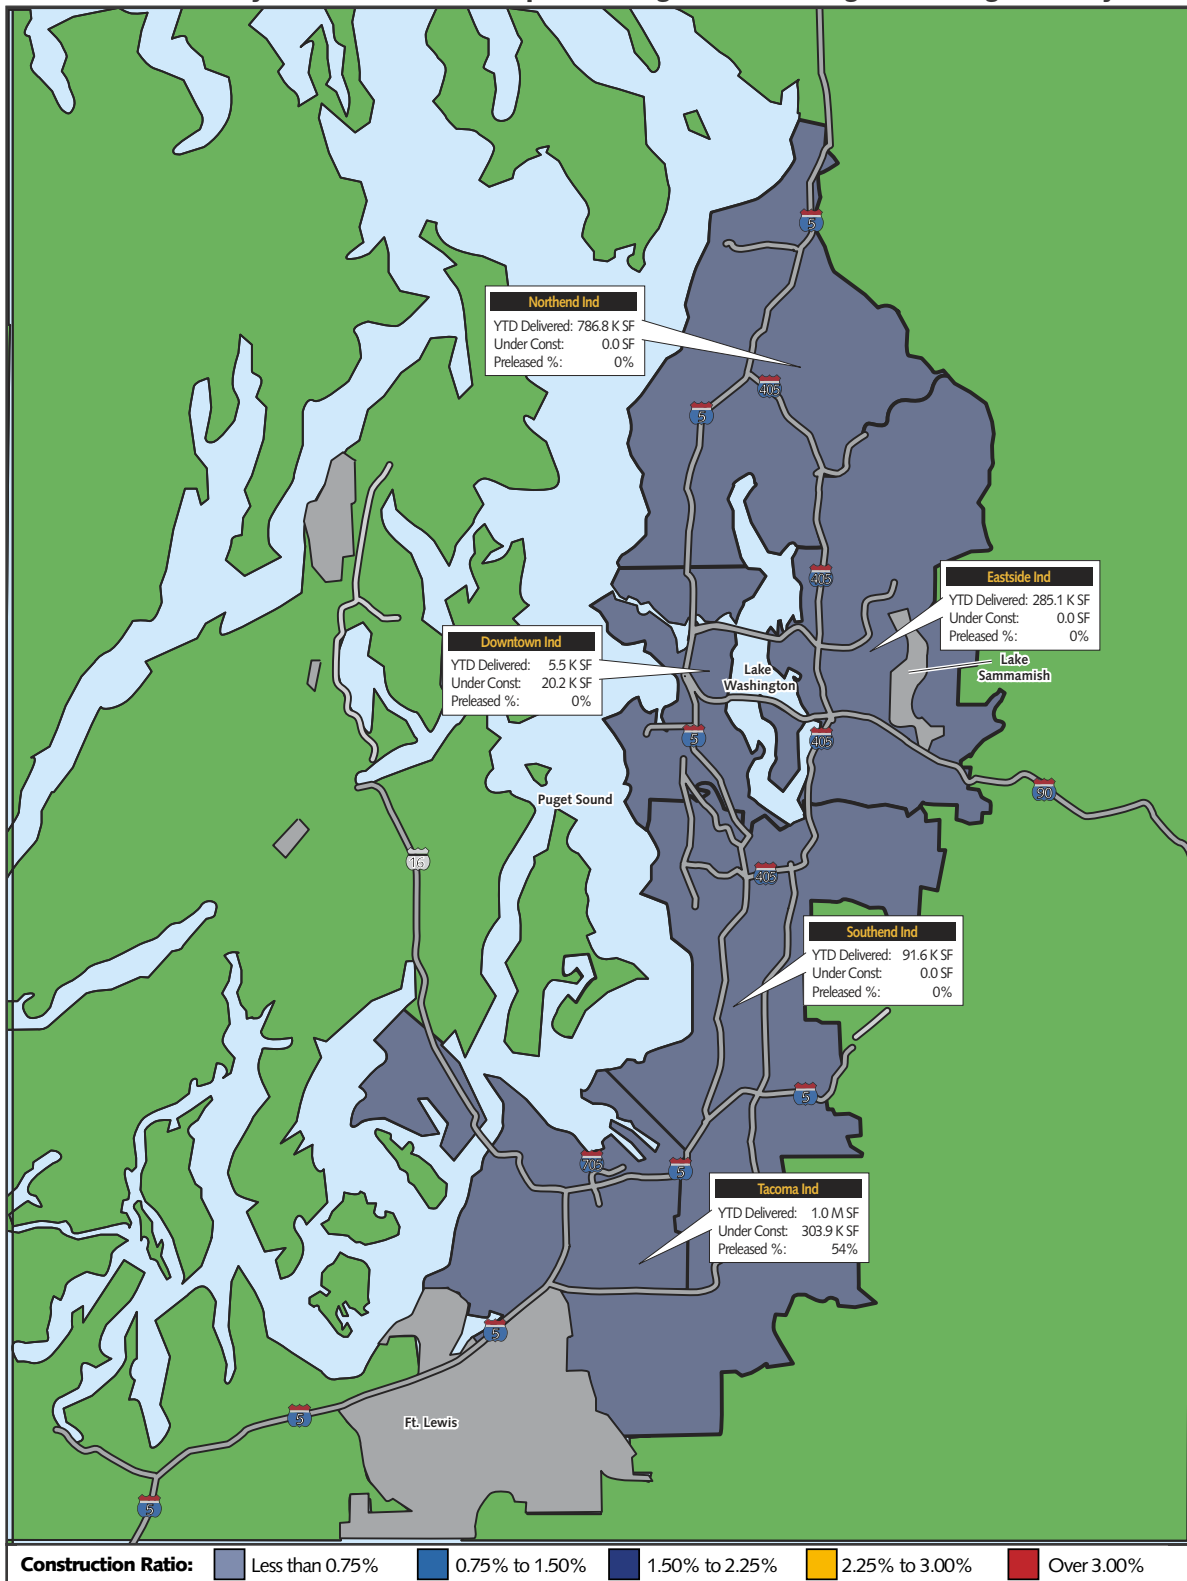 5
Northend Ind
YTD Delivered: 786.8 K SF
Under Const: 0.0 SF
Preleased %: 0%
405
5
405
Eastside Ind
YTD Delivered: 285.1 K SF
Under Const: 0.0 SF
Preleased %: 0%
Downtown Ind
YTD Delivered: 5.5 K SF
Under Const: 20.2 K SF
Preleased %: 0%
Lake
Sammamish
Lake
Washington
5
405
90
Puget Sound
16
405
Southend Ind
YTD Delivered: 91.6 K SF
Under Const: 0.0 SF
Preleased %: 0%
5
705
5
Tacoma Ind
YTD Delivered: 1.0 M SF
Under Const: 303.9 K SF
Preleased %: 54%
5
5
Ft. Lewis
5
Construction Ratio: Less than 0.75% 0.75% to 1.50% 1.50% to 2.25% 2.25% to 3.00% Over 3.00%